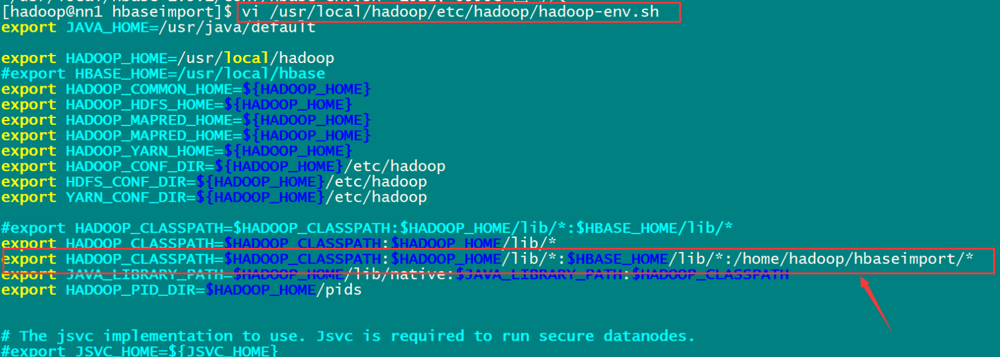 [hadoop@nn1 hbaseimport]$ vi /usr/local/hadoop/etc/hadoop/hadoop-env.sh
export JAVA_HOME=/usr/java/default
export HADOOP_HOME=/usr/local/hadoop
#export HBASE_HOME=/usr/local/hbase
export HADOOP_COMMON_HOME=${HADOOP_HOME}
export HADOOP_HDFS_HOME=${HADOOP_HOME}
export HADOOP_MAPRED_HOME=${HADOOP_HOME}
export HADOOP_MAPRED_HOME=${HADOOP_HOME}
export HADOOP_YARN_HOME=${HADOOP_HOME}
export HADOOP_CONF_DIR=${HADOOP_HOME}/etc/hadoop
export HDFS_CONF_DIR=${HADOOP_HOME}/etc/hadoop
export YARN_CONF_DIR=${HADOOP_HOME}/etc/hadoop
#export HADOOP_CLASSPATH=$HADOOP_CLASSPATH:$HADOOP_HOME/lib/*:$HBASE_HOME/lib/*
export HADOOP_CLASSPATH=$HADOOP_CLASSPATH:$HADOOP_HOME/lib/*
export HADOOP_CLASSPATH=$HADOOP_CLASSPATH:$HADOOP_HOME/lib/*:$HBASE_HOME/lib/*:/home/hadoop/hbaseimport/*
export JAVA_LIBRARY_PATH=$HADOOP_HOME/lib/native:$JAVA_LIBRARY_PATH:$HADOOP_CLASSPATH
export HADOOP_PID_DIR=$HADOOP_HOME/pids
# The jsvc implementation to use. Jsvc is required to run secure datanodes.
#export JSVC_HOME=${JSVC_HOME}